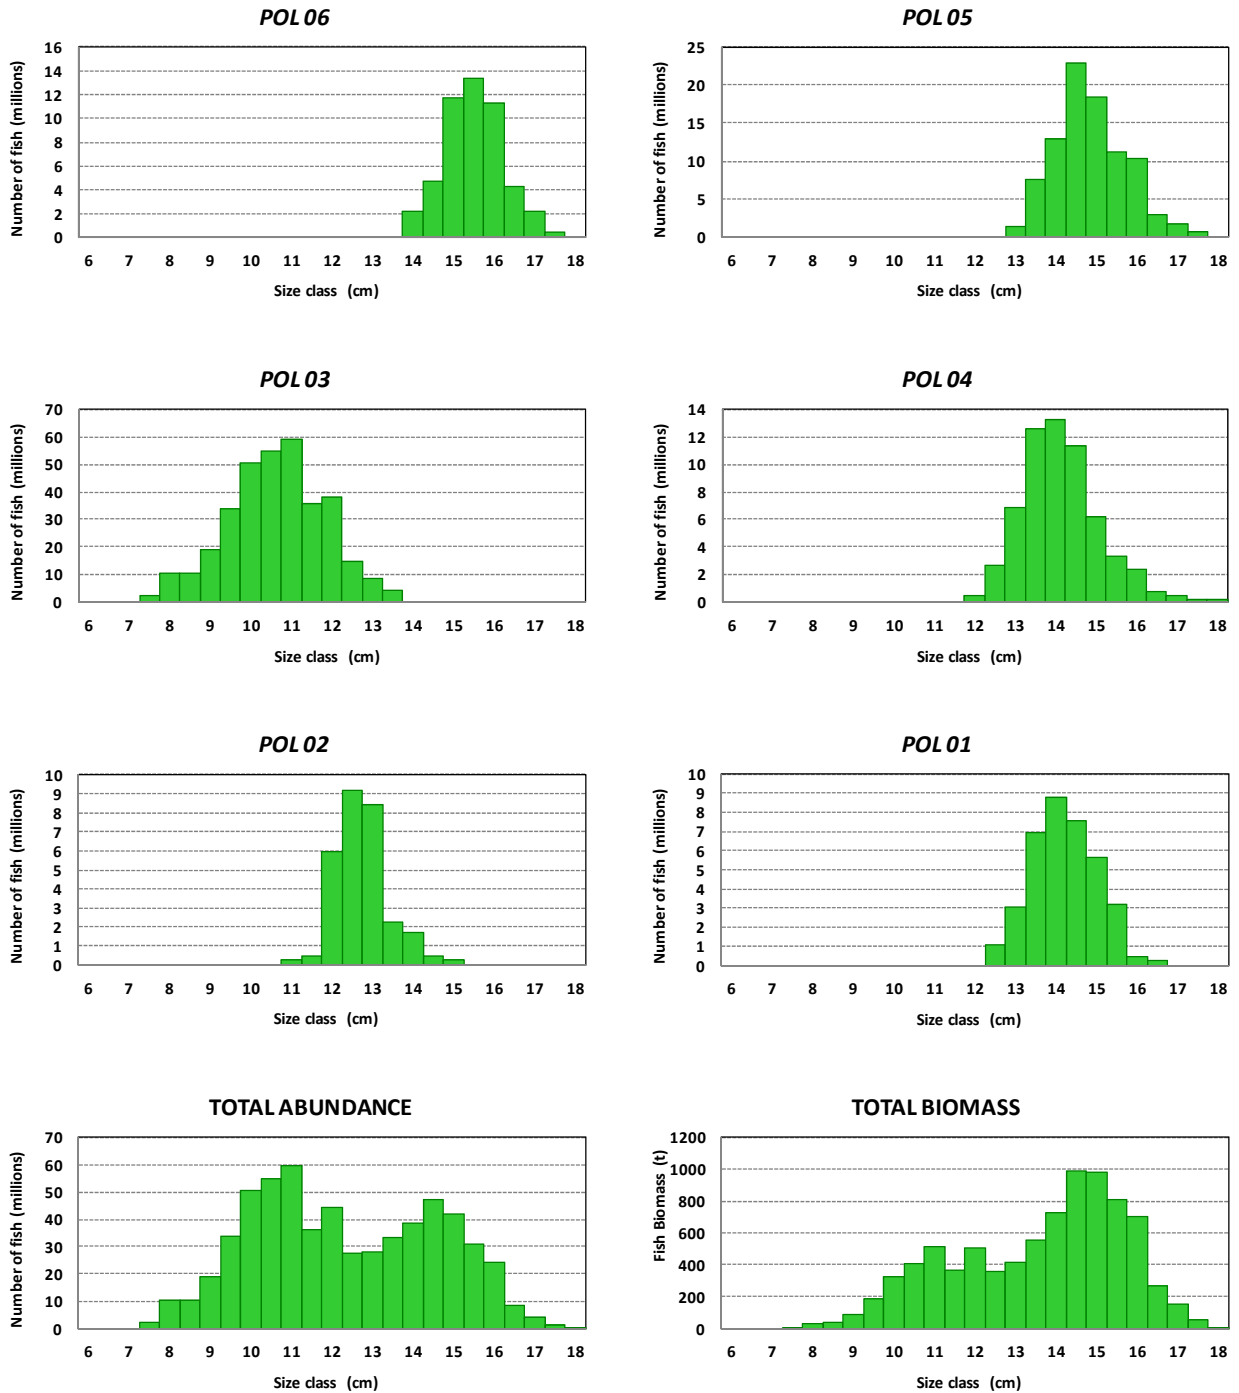 POL 06
Number of fish (millions)
16
14
12
10
8
6
4
2
0
6 7 8 9 10 11 12 13 14 15 16 17 18
Size class (cm)
POL 05
Number of fish (millions)
25
20
15
10
5
0
6 7 8 9 10 11 12 13 14 15 16 17 18
Size class (cm)
POL 03
Number of fish (millions)
70
60
50
40
30
20
10
0
6 7 8 9 10 11 12 13 14 15 16 17 18
Size class (cm)
POL 04
Number of fish (millions)
14
12
10
8
6
4
2
0
6 7 8 9 10 11 12 13 14 15 16 17 18
Size class (cm)
POL 02
Number of fish (millions)
10
9
8
7
6
5
4
3
2
1
0
6 7 8 9 10 11 12 13 14 15 16 17 18
Size class (cm)
POL 01
Number of fish (millions)
10
9
8
7
6
5
4
3
2
1
0
6 7 8 9 10 11 12 13 14 15 16 17 18
Size class (cm)
TOTAL ABUNDANCE
Number of fish (millions)
70
60
50
40
30
20
10
0
6 7 8 9 10 11 12 13 14 15 16 17 18
Size class (cm)
TOTAL BIOMASS
Fish Biomass (t)
1200
1000
800
600
400
200
0
6 7 8 9 10 11 12 13 14 15 16 17 18
Size class (cm)